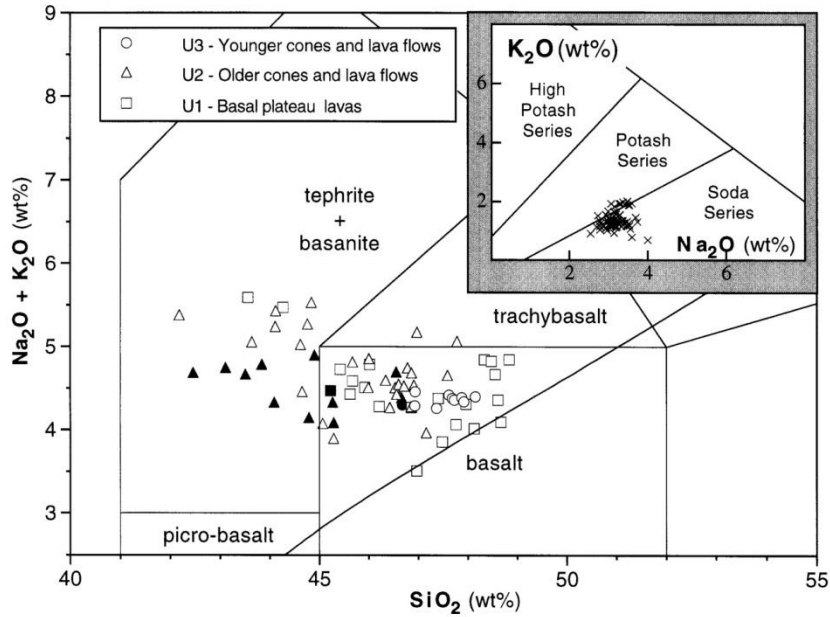 U3 - Younger cones and lava flows
U2 - Older cones and lava flows
U1 - Basal plateau lavas
K2O (wt%)
High
Potash
Series
Potash
Series
Soda
Series
Na2O (wt%)
6
4
2
2
4
6
tephrite
+
basanite
trachybasalt
basalt
picro-basalt
Na2O + K2O (wt%)
9
8
7
6
5
4
3
40
45
50
55
SiO2 (wt%)